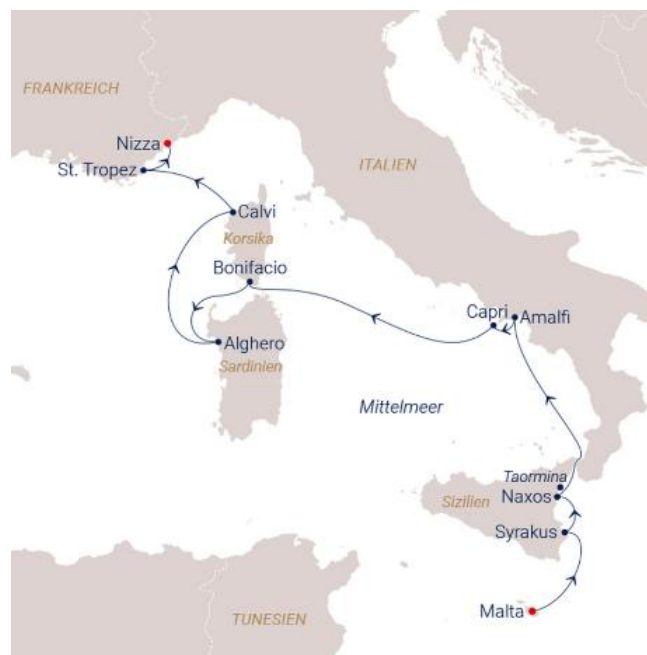 FRANKREICH
Nizza
St. Tropez
ITALIEN
Calvi
Korsika
Bonifacio
Capri
Amalfi
Alghero
Sardinien
Mittelmeer
Taormina
Naxos
Sizilien
Syrakus
Malta
TUNESIEN